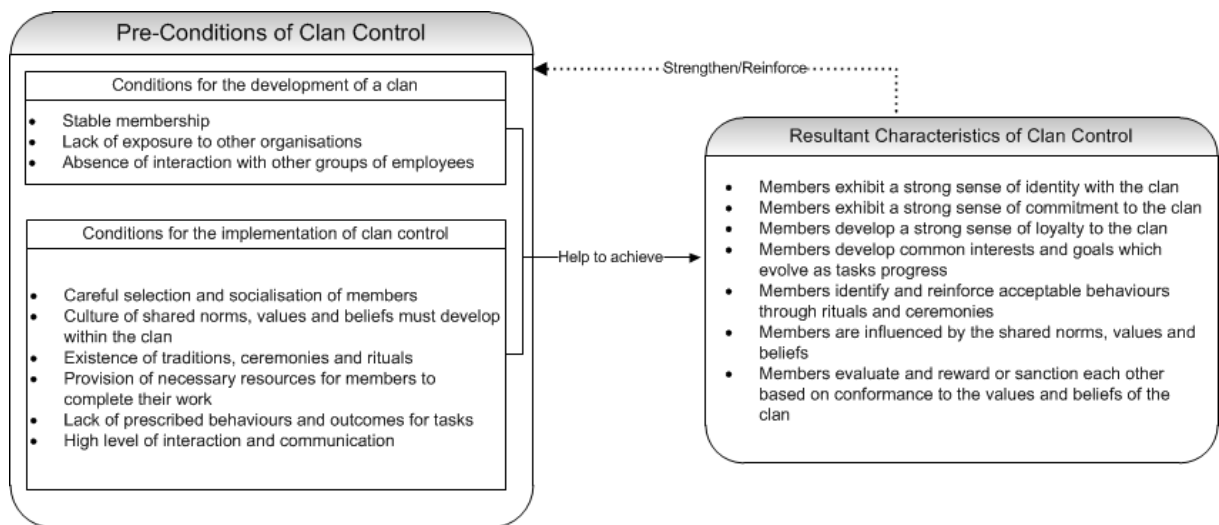 Pre-Conditions of Clan Control
Conditions for the development of a clan
• Stable membership
• Lack of exposure to other organisations
• Absence of interaction with other groups of employees
Conditions for the implementation of clan control
• Careful selection and socialisation of members
• Culture of shared norms, values and beliefs must develop
within the clan
• Existence of traditions, ceremonies and rituals
• Provision of necessary resources for members to
complete their work
• Lack of prescribed behaviours and outcomes for tasks
• High level of interaction and communication
Help to achieve
Strengthen/Reinforce
Resultant Characteristics of Clan Control
• Members exhibit a strong sense of identity with the clan
• Members exhibit a strong sense of commitment to the clan
• Members develop a strong sense of loyalty to the clan
• Members develop common interests and goals which
evolve as tasks progress
• Members identify and reinforce acceptable behaviours
through rituals and ceremonies
• Members are influenced by the shared norms, values and
beliefs
• Members evaluate and reward or sanction each other
based on conformance to the values and beliefs of the
clan